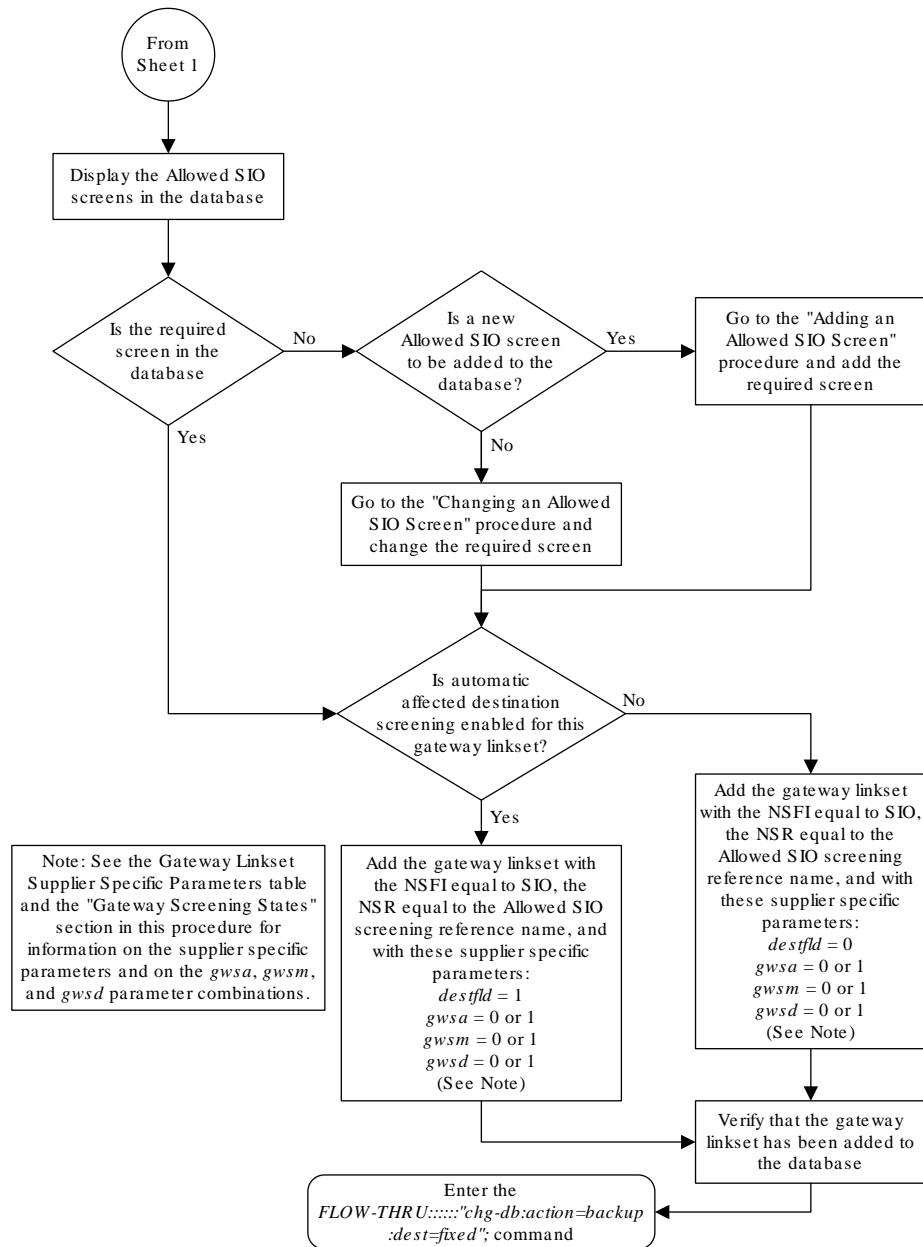 From
Sheet 1
Display the Allowed SIO
screens in the database
Is the required
screen in the
database
No
Is a new
Allowed SIO screen
to be added to the
database?
Yes
Go to the "Adding an
Allowed SIO Screen"
procedure and add the
required screen
Yes
No
Go to the "Changing an Allowed
SIO Screen" procedure and
change the required screen
Is automatic
affected destination
screening enabled for this
gateway linkset?
No
Yes
Note: See the Gateway Linkset
Supplier Specific Parameters table
and the "Gateway Screening States"
section in this procedure for
information on the supplier specific
parameters and on the gwsa, gwsm,
and gwsd parameter combinations.
Add the gateway linkset with
the NSFI equal to SIO, the
NSR equal to the Allowed SIO
screening reference name, and
with these supplier specific
parameters:
destfld = 1
gwsa = 0 or 1
gwsm = 0 or 1
gwsd = 0 or 1
(See Note)
Add the gateway linkset
with the NSFI equal to SIO,
the NSR equal to the
Allowed SIO screening
reference name, and with
these supplier specific
parameters:
destfld = 0
gwsa = 0 or 1
gwsm = 0 or 1
gwsd = 0 or 1
(See Note)
Verify that the gateway
linkset has been added to
the database
Enter the
FLOW-THRU::::::"chg-db:action=backup
:dest=fixed"; command